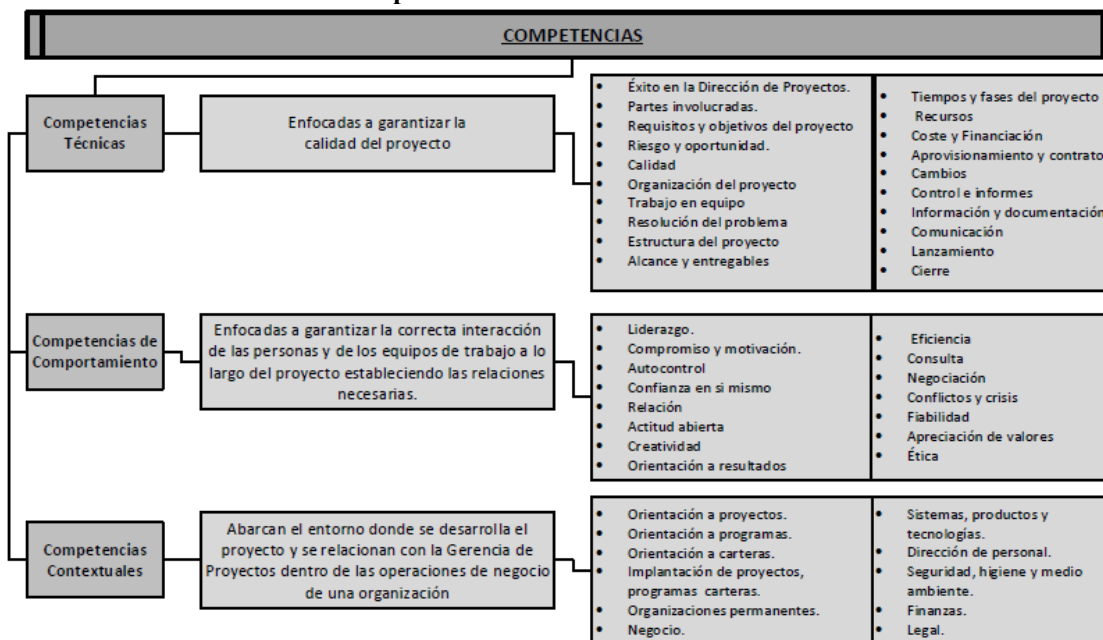 COMPETENCIAS
Competencias
Técnicas
Enfocadas a garantizar la
calidad del proyecto
• Éxito en la Dirección de Proyectos.
• Partes involucradas.
• Requisitos y objetivos del proyecto
• Riesgo y oportunidad.
• Calidad
• Organización del proyecto
• Trabajo en equipo
• Resolución del problema
• Estructura del proyecto
• Alcance y entregables
• Tiempos y fases del proyecto
• Recursos
• Coste y Financiación
• Aprovisionamiento y contrato
• Cambios
• Control e informes
• Información y documentación
• Comunicación
• Lanzamiento
• Cierre
Competencias de
Comportamiento
Enfocadas a garantizar la correcta interacción
de las personas y de los equipos de trabajo a lo
largo del proyecto estableciendo las relaciones
necesarias.
• Liderazgo.
• Compromiso y motivación.
• Autocontrol
• Confianza en si mismo
• Relación
• Actitud abierta
• Creatividad
• Orientación a resultados
• Eficiencia
• Consulta
• Negociación
• Conflictos y crisis
• Fiabilidad
• Apreciación de valores
• Ética
Competencias
Contextuales
Abarcan el entorno donde se desarrolla el
proyecto y se relacionan con la Gerencia de
Proyectos dentro de las operaciones de negocio
de una organización
• Orientación a proyectos.
• Orientación a programas.
• Orientación a carteras.
• Implantación de proyectos,
programas carteras.
• Organizaciones permanentes.
• Negocio.
• Sistemas, productos y
tecnologías.
• Dirección de personal.
• Seguridad, higiene y medio
ambiente.
• Finanzas.
• Legal.